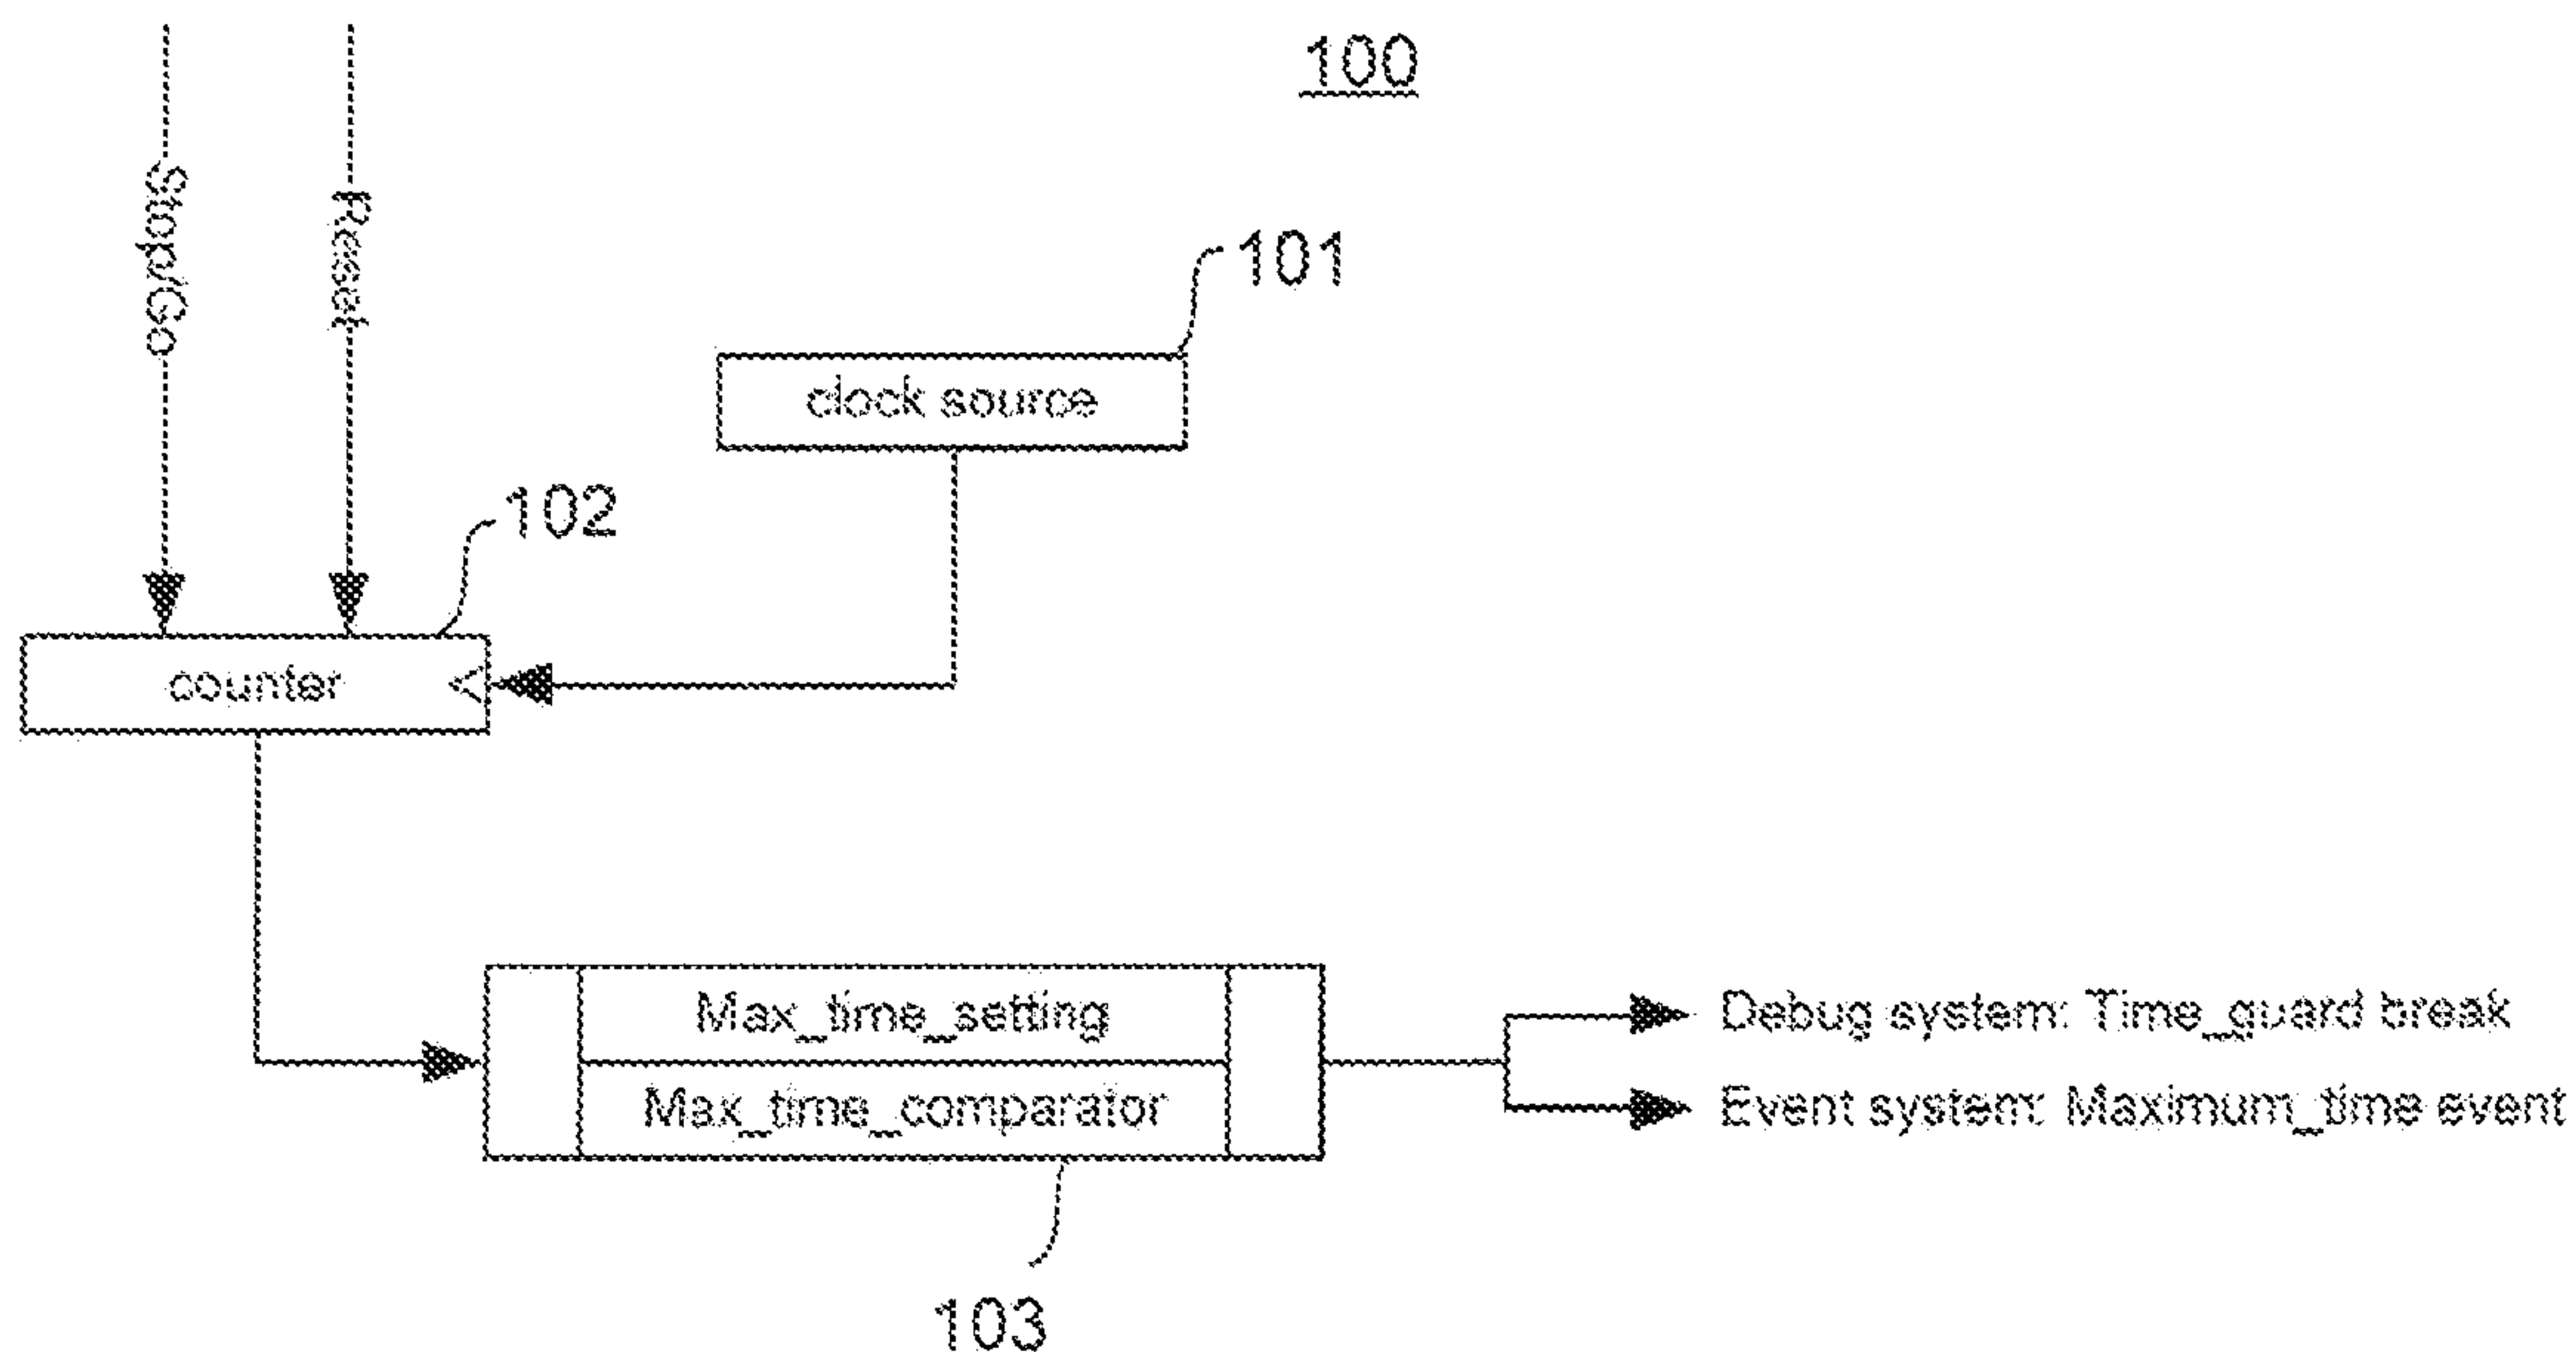 100
Stop/Go
Reset
101
clock source
102
counter
Max_time_setting
Debug system: Time_guard break
Max_time_comparator
Event system: Maximum_time event
103